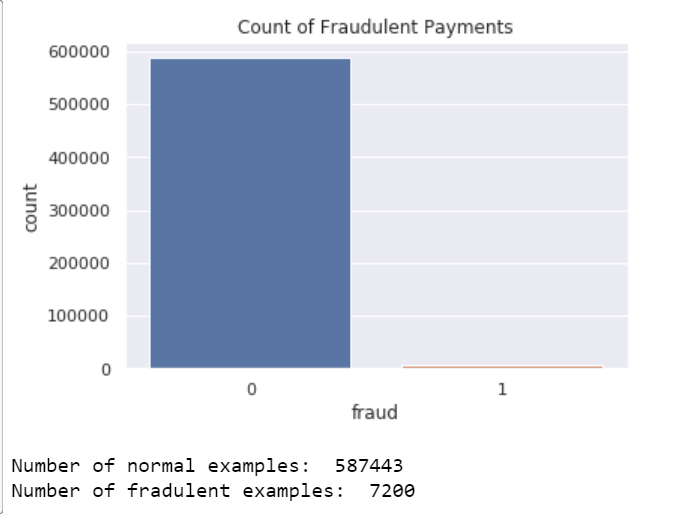 Count of Fraudulent Payments
600000
500000
400000
300000
200000
100000
0
count
0 1
fraud
Number of normal examples:  587443
Number of fradulent examples:  7200